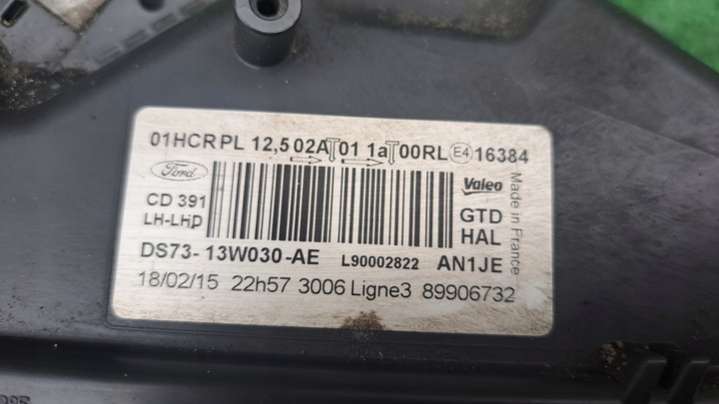 01HCR PL 12,5 02A 01 1a 00RL E4 16384
Ford
Valeo
CD 391
GTD
LH-LHD
HAL
Made in France
DS73-13W030-AE L90002822 AN1JE
18/02/15 22h57 3006 Ligne3 89906732